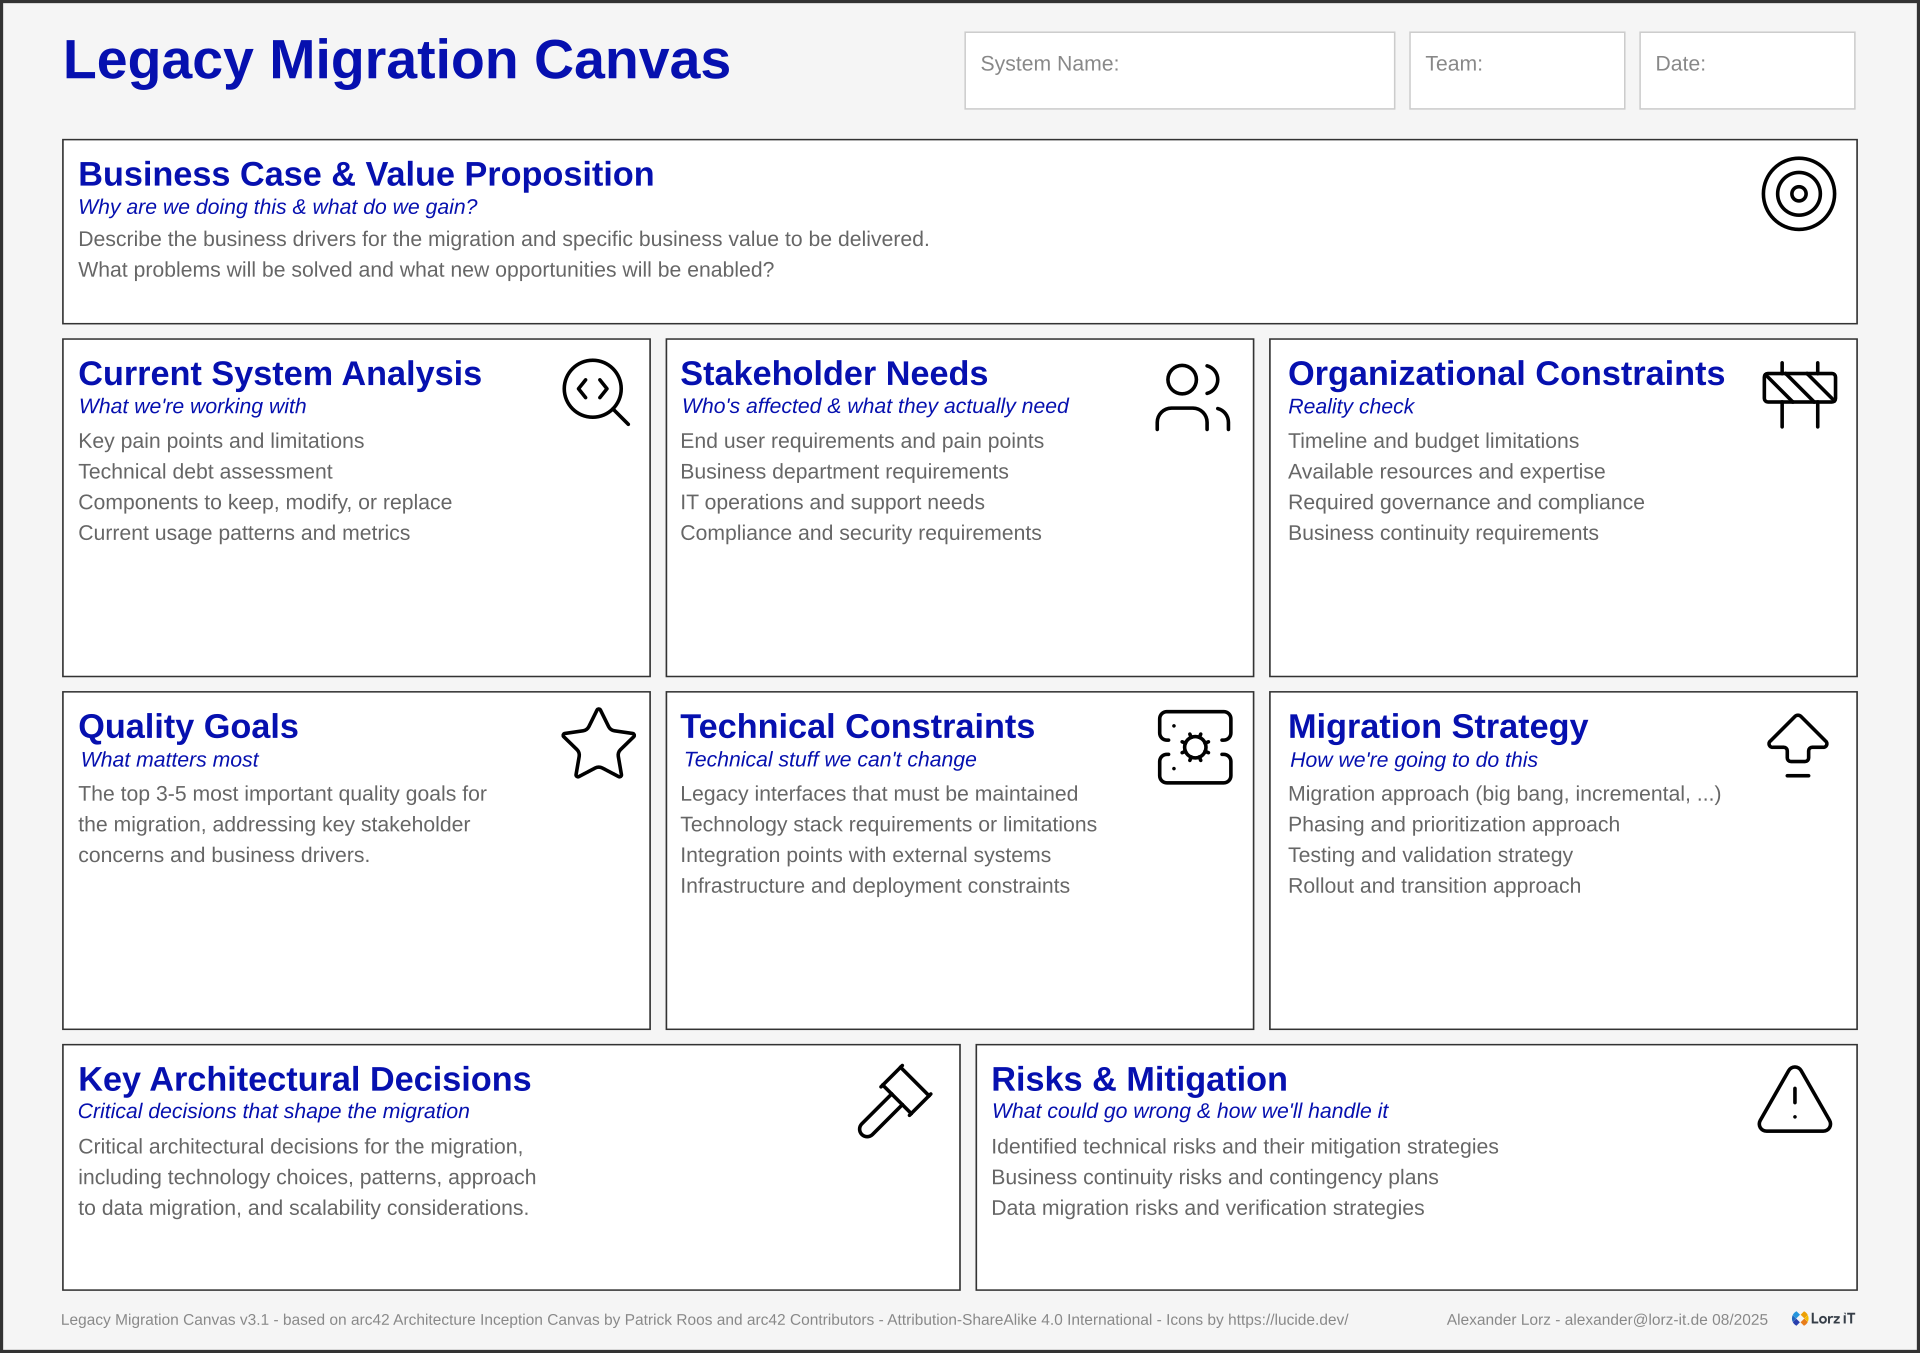 Legacy Migration Canvas
System Name:
Team:
Date:
Business Case & Value Proposition
Why are we doing this & what do we gain?
Describe the business drivers for the migration and specific business value to be delivered.
What problems will be solved and what new opportunities will be enabled?
Current System Analysis
What we're working with
Key pain points and limitations
Technical debt assessment
Components to keep, modify, or replace
Current usage patterns and metrics
Stakeholder Needs
Who's affected & what they actually need
End user requirements and pain points
Business department requirements
IT operations and support needs
Compliance and security requirements
Organizational Constraints
Reality check
Timeline and budget limitations
Available resources and expertise
Required governance and compliance
Business continuity requirements
Quality Goals
What matters most
The top 3-5 most important quality goals for
the migration, addressing key stakeholder
concerns and business drivers.
Technical Constraints
Technical stuff we can't change
Legacy interfaces that must be maintained
Technology stack requirements or limitations
Integration points with external systems
Infrastructure and deployment constraints
Migration Strategy
How we're going to do this
Migration approach (big bang, incremental, ...)
Phasing and prioritization approach
Testing and validation strategy
Rollout and transition approach
Key Architectural Decisions
Critical decisions that shape the migration
Critical architectural decisions for the migration,
including technology choices, patterns, approach
to data migration, and scalability considerations.
Risks & Mitigation
What could go wrong & how we'll handle it
Identified technical risks and their mitigation strategies
Business continuity risks and contingency plans
Data migration risks and verification strategies
Legacy Migration Canvas v3.1 - based on arc42 Architecture Inception Canvas by Patrick Roos and arc42 Contributors - Attribution-ShareAlike 4.0 International - Icons by https://lucide.dev/
Alexander Lorz - alexander@lorz-it.de 08/2025
Lorz iT